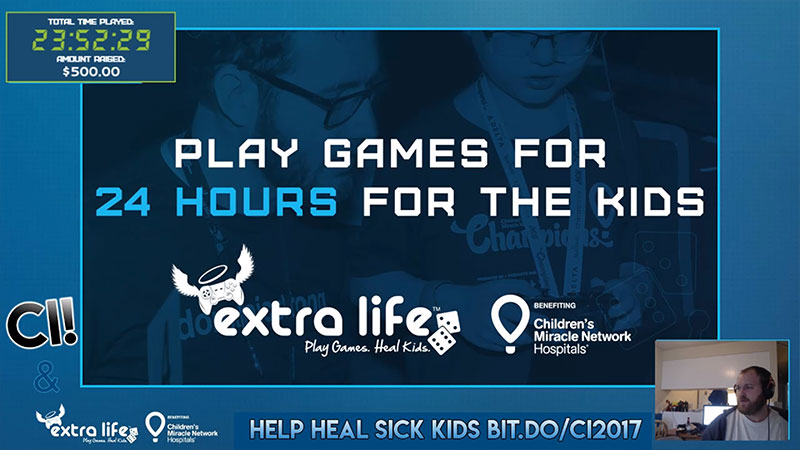 TOTAL TIME PLAYED:
23:52:29
AMOUNT RAISED:
$500.00
PLAY GAMES FOR
24 HOURS FOR THE KIDS
Champions
extra life™
Play Games. Heal Kids.
BENEFITING
Children's
Miracle Network
Hospitals®
CI!
&
extra life
Play Games. Heal Kids.
BENEFITING
Children's
Miracle Network
Hospitals
HELP HEAL SICK KIDS BIT.DO/CI2017